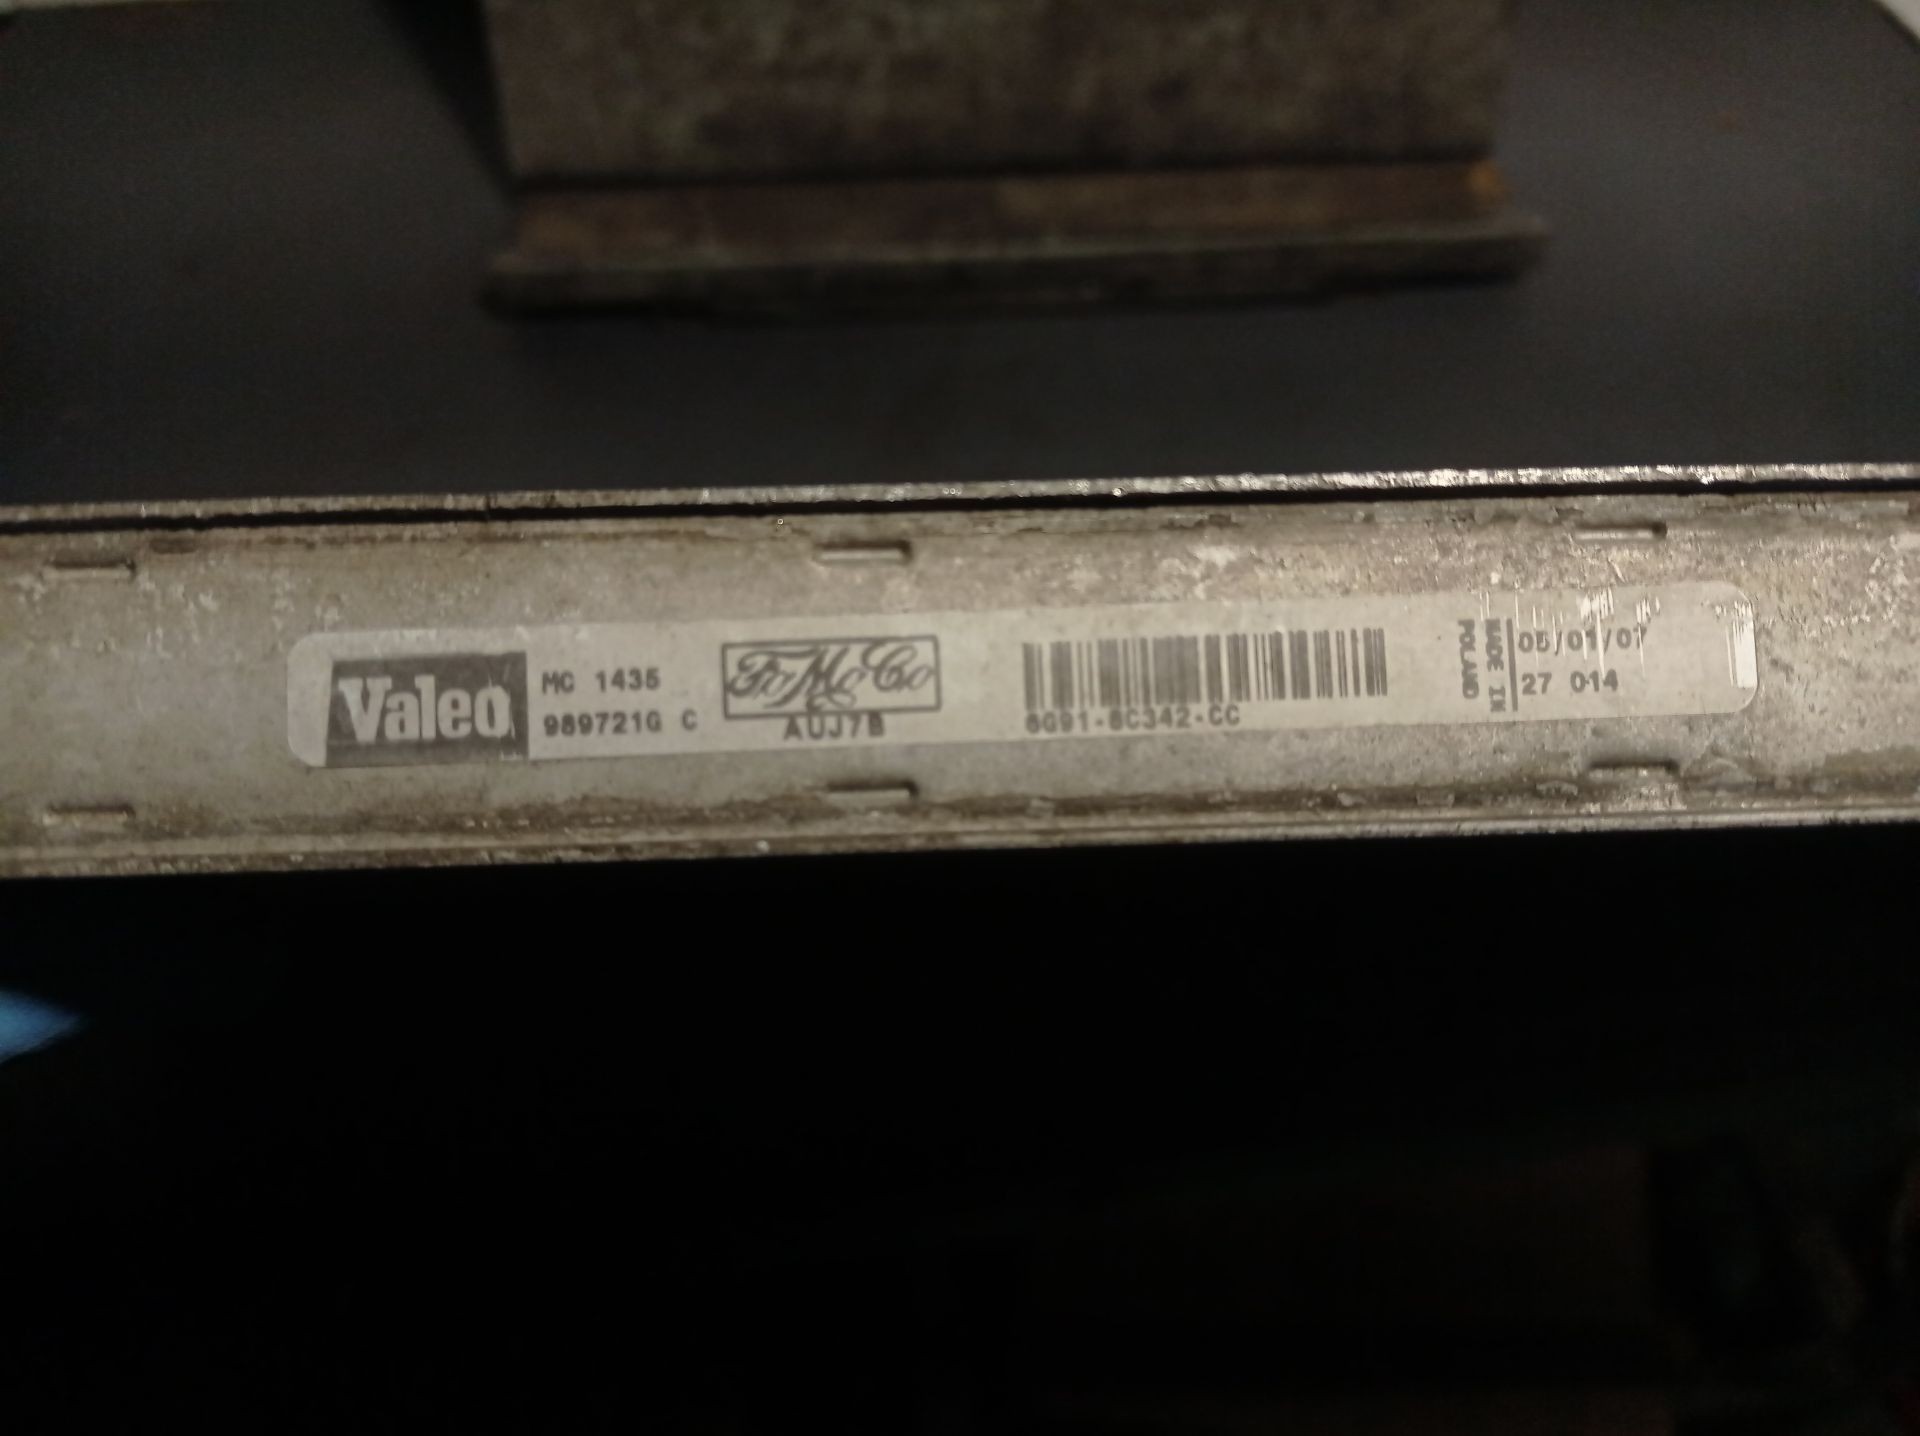 Valeo
MC 1435
989721G C
FoMoCo
AUJ7B
6G91-8C342-CC
MADE IN
POLAND
05/01/07
27 014